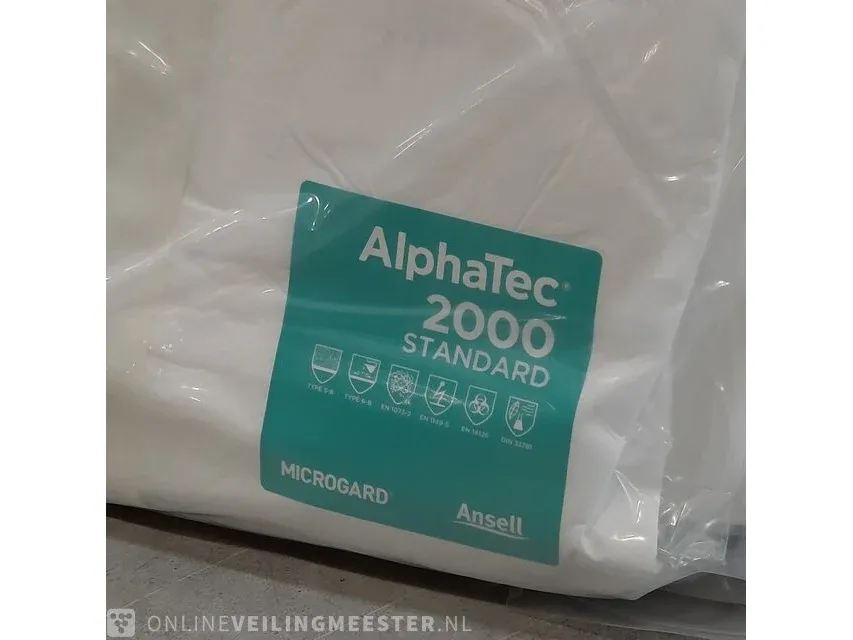 AlphaTec®
2000
STANDARD
TYPE 5-B
TYPE 6-B
EN 1073-2
EN 1149-5
EN 14126
DIN 32781
MICROGARD
Ansell
ONLINEVEILINGMEESTER.NL